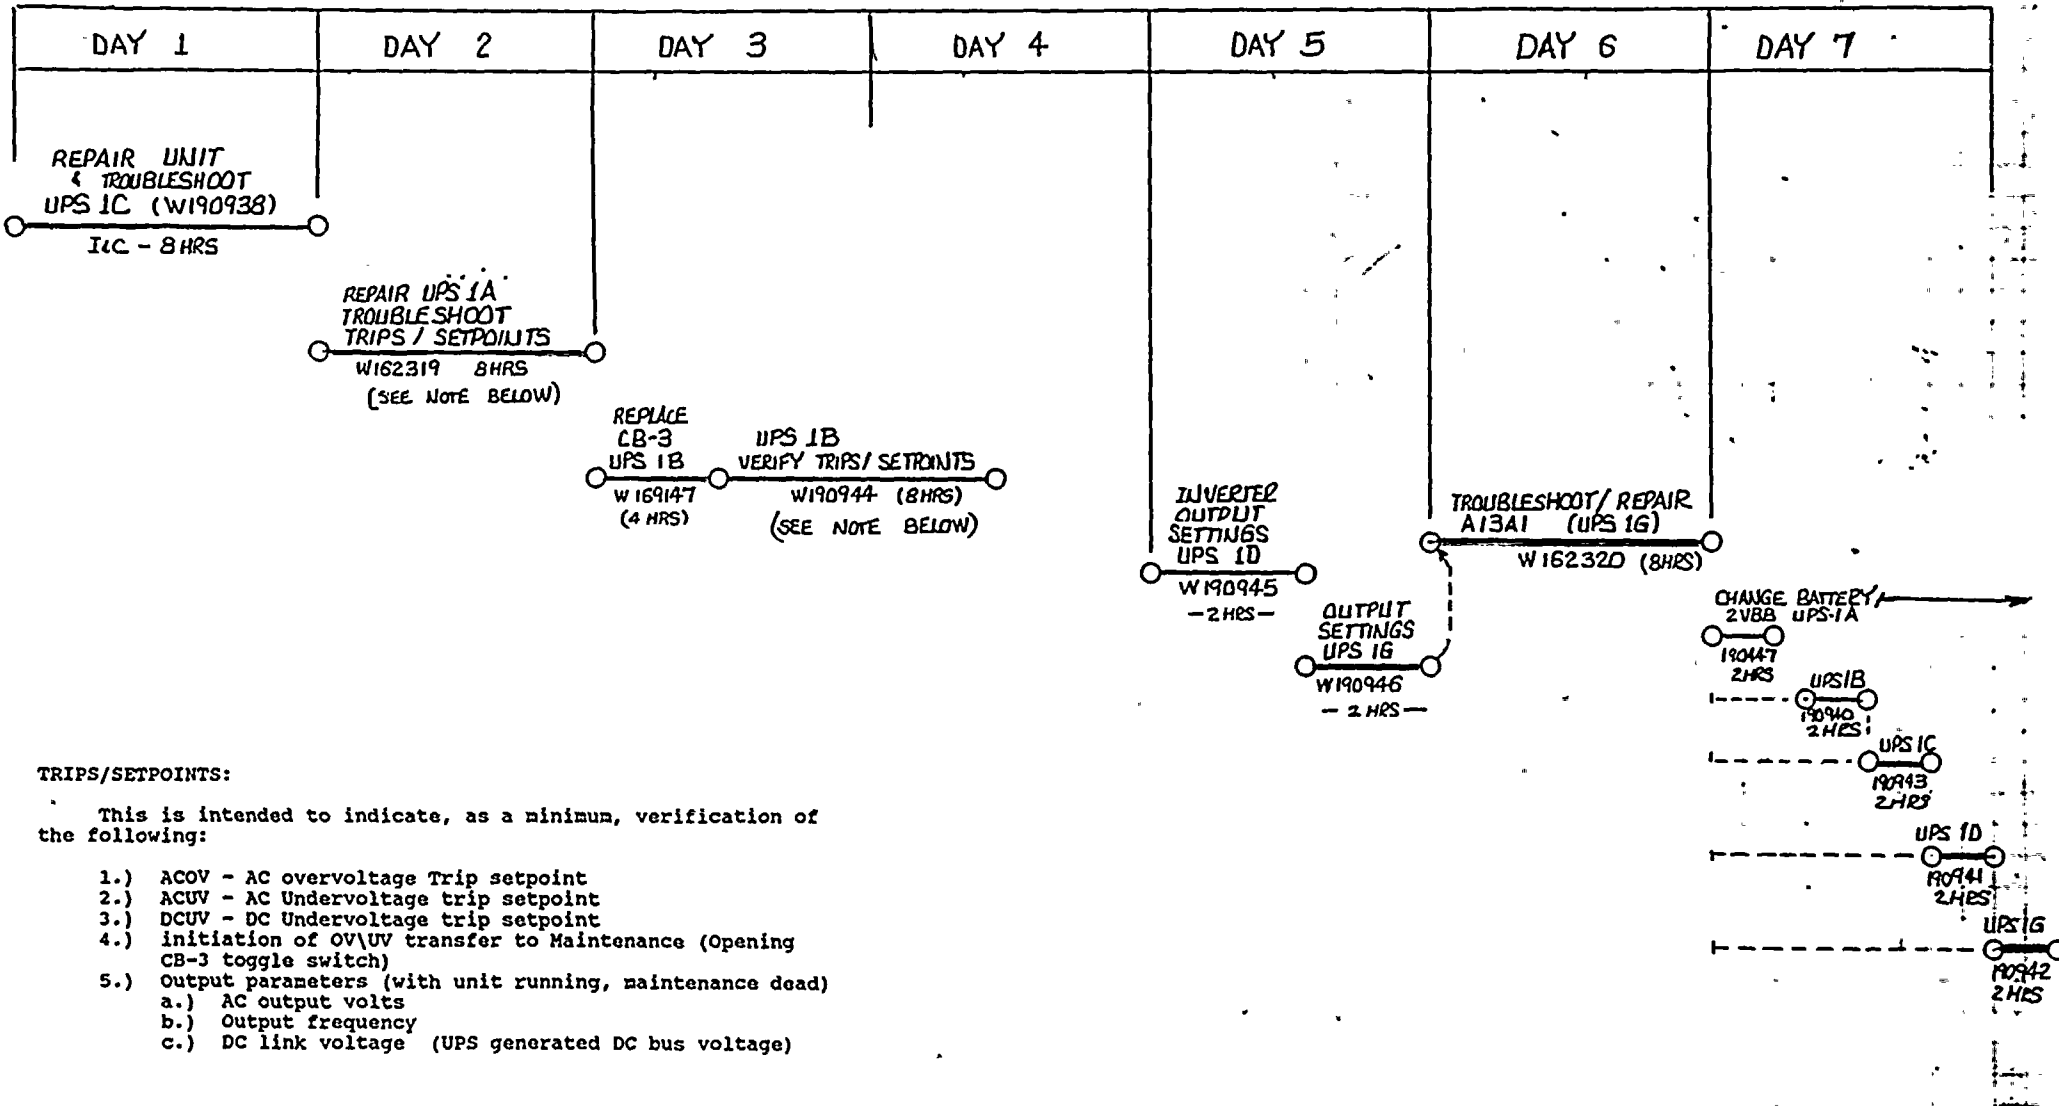 DAY 1
DAY 2
DAY 3
DAY 4
DAY 5
DAY 6
DAY 7
REPAIR UNIT
& TROUBLESHOOT
UPS 1C (W190938)
I&C - 8 HRS
REPAIR UPS 1A
TROUBLESHOOT
TRIPS / SETPOINTS
W162319 8HRS
(SEE NOTE BELOW)
REPLACE
CB-3
UPS 1B
W169147
(4 HRS)
UPS 1B
VERIFY TRIPS/ SETPOINTS
W190944 (8HRS)
(SEE NOTE BELOW)
INVERTER
OUTPUT
SETTINGS
UPS 1D
W190945
- 2 HRS -
OUTPUT
SETTINGS
UPS 1G
W190946
- 2 HRS -
TROUBLESHOOT/ REPAIR
A13A1 (UPS 1G)
W162320 (8HRS)
CHANGE BATTERY/
2VBB UPS-1A
190447
2HRS
UPS1B
190940
2HRS
UPS 1C
190943
2HRS
UPS 1D
190941
2HRS
UPS1G
190942
2HRS
TRIPS/SETPOINTS:
This is intended to indicate, as a minimum, verification of
the following:
1.) ACOV - AC overvoltage Trip setpoint
2.) ACUV - AC Undervoltage trip setpoint
3.) DCUV - DC Undervoltage trip setpoint
4.) initiation of OV\UV transfer to Maintenance (Opening
CB-3 toggle switch)
5.) Output parameters (with unit running, maintenance dead)
a.) AC output volts
b.) Output frequency
c.) DC link voltage (UPS generated DC bus voltage)